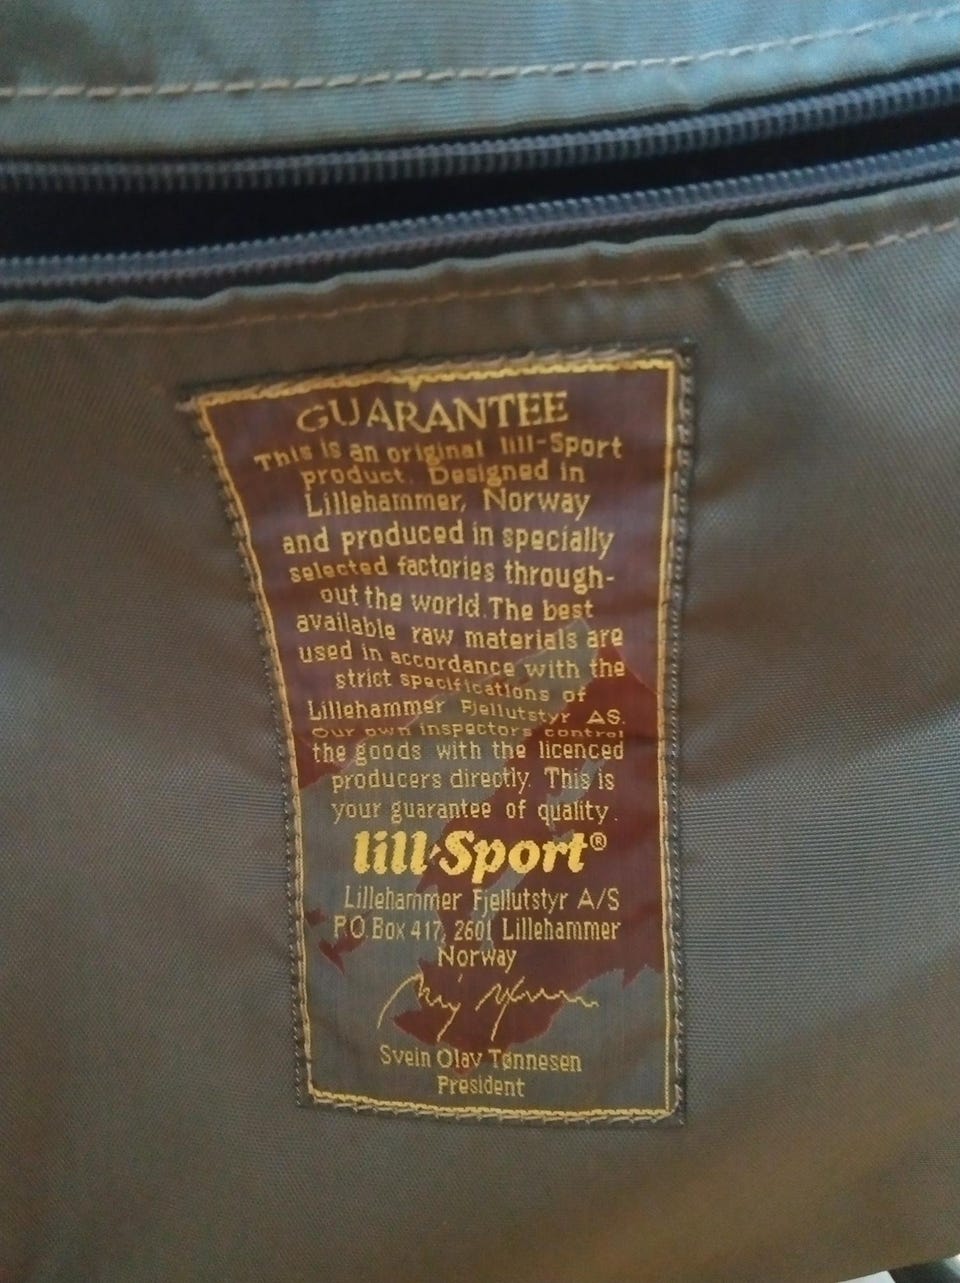 GUARANTEE
This is an original lill-Sport
product. Designed in
Lillehammer, Norway
and produced in specially
selected factories through-
out the world. The best
available raw materials are
used in accordance with the
strict specifications of
Lillehammer Fjellutstyr AS.
Our own inspectors control
the goods with the licenced
producers directly. This is
your guarantee of quality.
lill-Sport®
Lillehammer Fjellutstyr A/S
P.O.Box 417, 2601 Lillehammer
Norway
Svein Olav Tønnesen
President